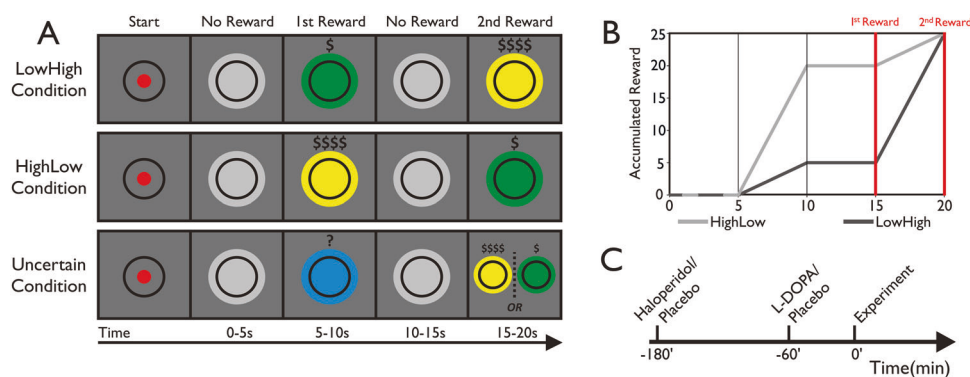 A
Start
No Reward
1st Reward
No Reward
2nd Reward
LowHigh
Condition
$
$$$$
HighLow
Condition
$$$$
$
Uncertain
Condition
?
$$$$
$
OR
Time
0-5s
5-10s
10-15s
15-20s
B
1st Reward
2nd Reward
Accumulated Reward
25
20
15
10
5
0
0
5
10
15
20
HighLow
LowHigh
C
Haloperidol/
Placebo
L-DOPA/
Placebo
Experiment
-180'
-60'
0'
Time(min)